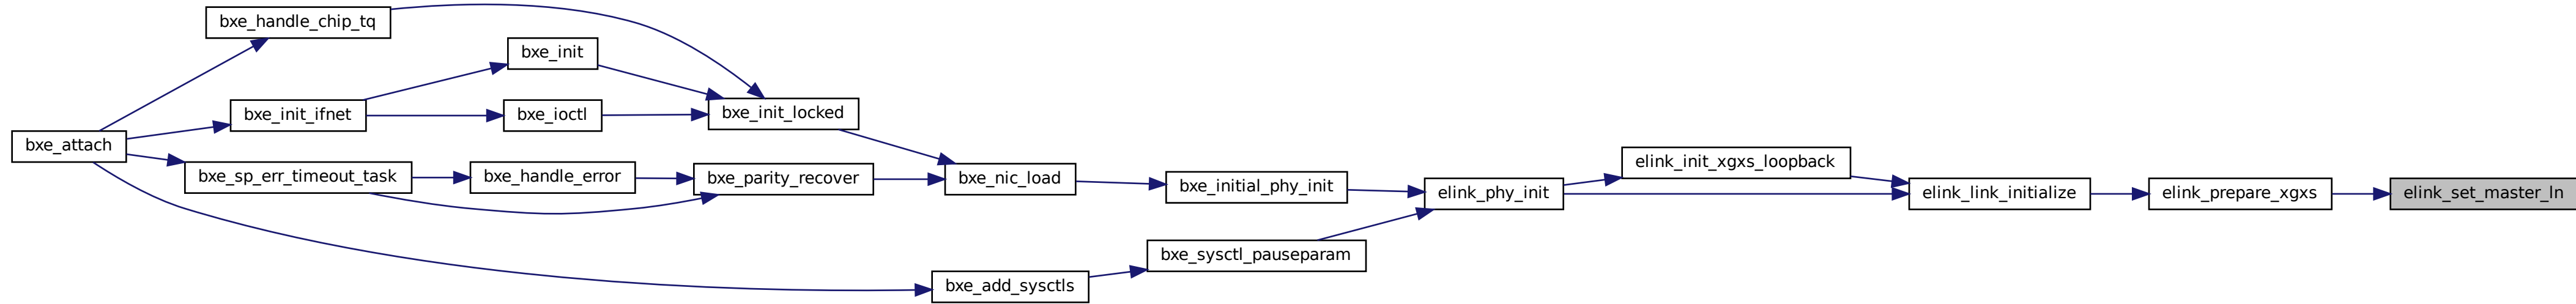 bxe_handle_chip_tq
bxe_init
bxe_init_ifnet
bxe_ioctl
bxe_init_locked
bxe_attach
bxe_sp_err_timeout_task
bxe_handle_error
bxe_parity_recover
bxe_nic_load
bxe_initial_phy_init
elink_phy_init
elink_init_xgxs_loopback
elink_link_initialize
elink_prepare_xgxs
elink_set_master_ln
bxe_sysctl_pauseparam
bxe_add_sysctls